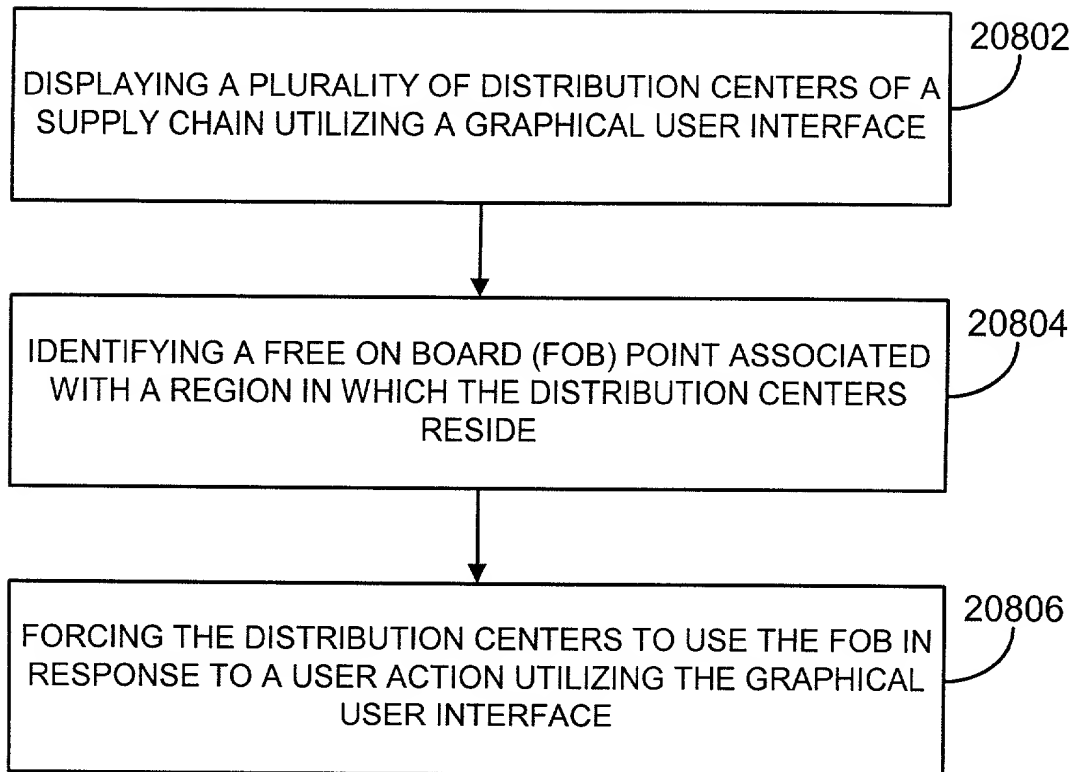 20802
DISPLAYING A PLURALITY OF DISTRIBUTION CENTERS OF A
SUPPLY CHAIN UTILIZING A GRAPHICAL USER INTERFACE
20804
IDENTIFYING A FREE ON BOARD (FOB) POINT ASSOCIATED
WITH A REGION IN WHICH THE DISTRIBUTION CENTERS
RESIDE
20806
FORCING THE DISTRIBUTION CENTERS TO USE THE FOB IN
RESPONSE TO A USER ACTION UTILIZING THE GRAPHICAL
USER INTERFACE